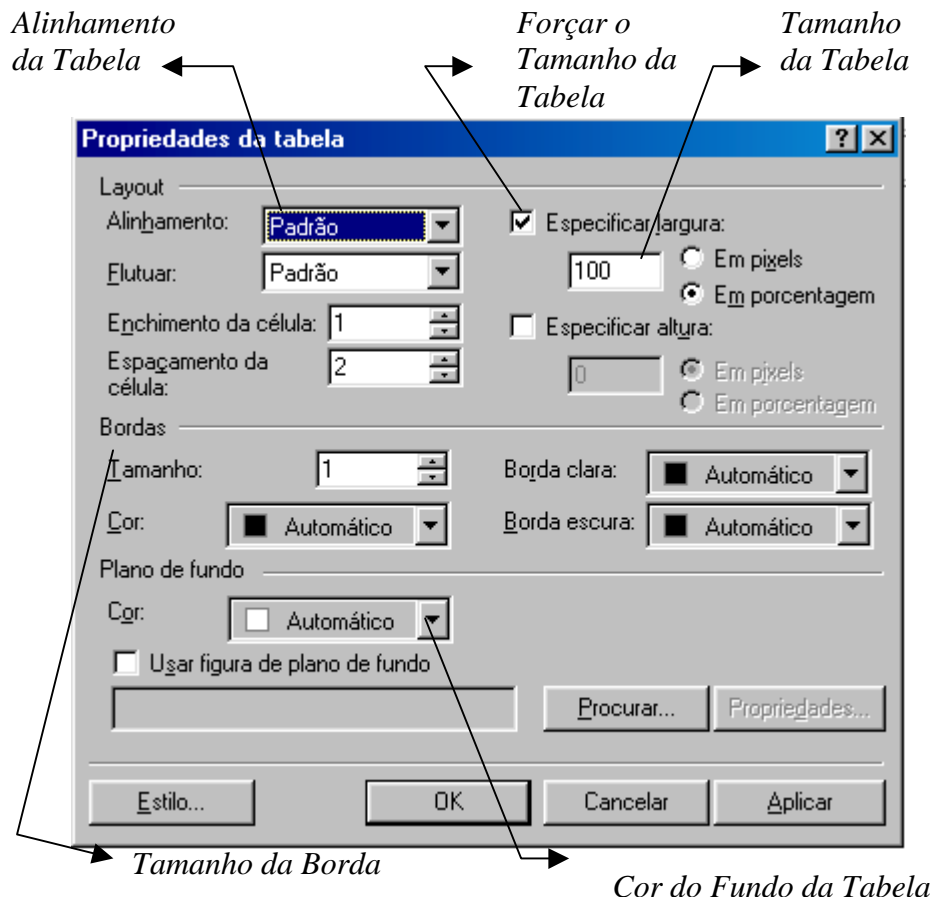 Alinhamento
da Tabela
Forçar o
Tamanho da
Tabela
Tamanho
da Tabela
Propriedades da tabela
Layout
Alinhamento:
Padrão
Flutuar:
Padrão
Enchimento da célula:
1
Espaçamento da
célula:
2
Especificar largura:
100
Em pixels
Em porcentagem
Especificar altura:
0
Em pixels
Em porcentagem
Bordas
Tamanho:
1
Cor:
Automático
Borda clara:
Automático
Borda escura:
Automático
Plano de fundo
Cor:
Automático
Usar figura de plano de fundo
Procurar...
Propriedades...
Estilo...
OK
Cancelar
Aplicar
Tamanho da Borda
Cor do Fundo da Tabela